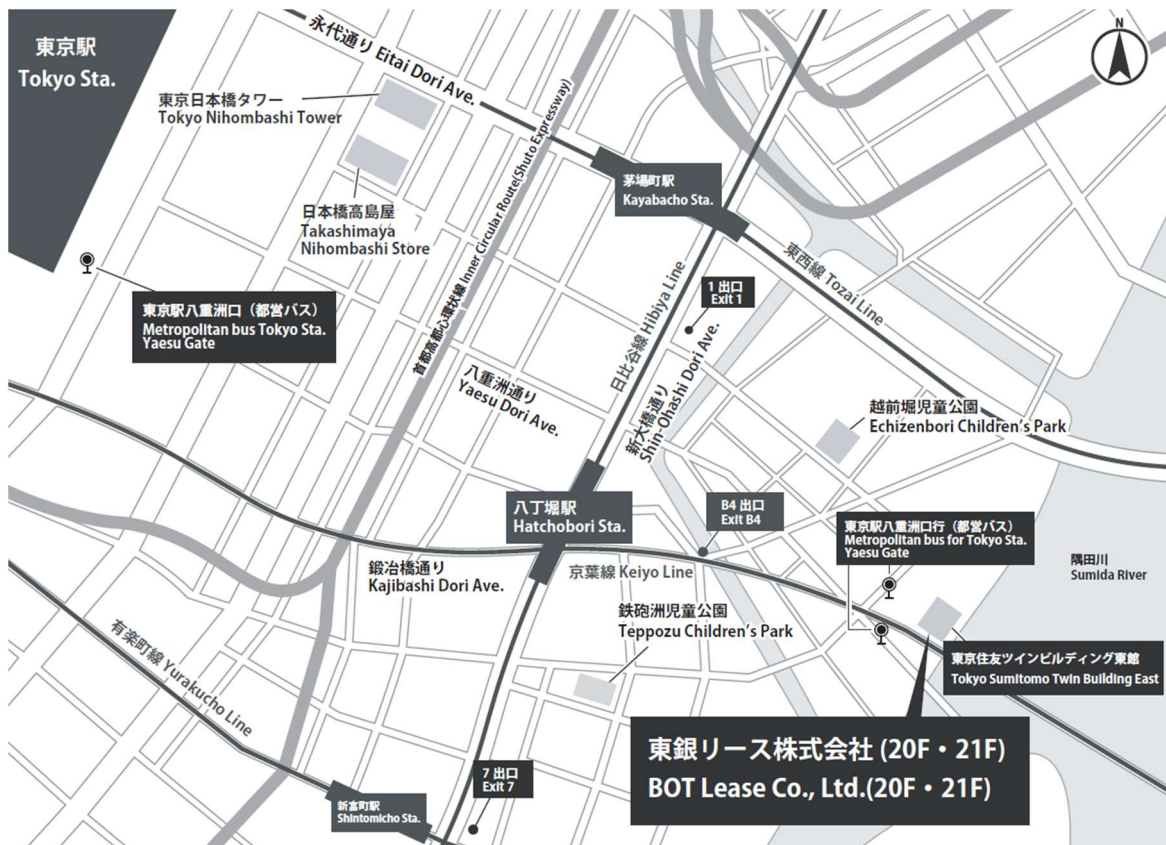 東京駅
Tokyo Sta.
永代通り Eitai Dori Ave.
N
東京日本橋タワー
Tokyo Nihombashi Tower
日本橋高島屋
Takashimaya
Nihombashi Store
首都高都心環状線 Inner Circular Route(Shuto Expressway)
茅場町駅
Kayabacho Sta.
東西線 Tozai Line
東京駅八重洲口（都営バス）
Metropolitan bus Tokyo Sta.
Yaesu Gate
1 出口
Exit 1
日比谷線 Hibiya Line
八重洲通り
Yaesu Dori Ave.
新大橋通り
Shin-Ohashi Dori Ave.
越前堀児童公園
Echizenbori Children's Park
八丁堀駅
Hatchobori Sta.
B4 出口
Exit B4
東京駅八重洲口行（都営バス）
Metropolitan bus for Tokyo Sta.
Yaesu Gate
隅田川
Sumida River
鍛冶橋通り
Kajibashi Dori Ave.
京葉線 Keiyo Line
鉄砲洲児童公園
Teppozu Children's Park
有楽町線 Yurakucho Line
東京住友ツインビルディング東館
Tokyo Sumitomo Twin Building East
東銀リース株式会社 (20F・21F)
BOT Lease Co., Ltd.(20F・21F)
7 出口
Exit 7
新富町駅
Shintomicho Sta.